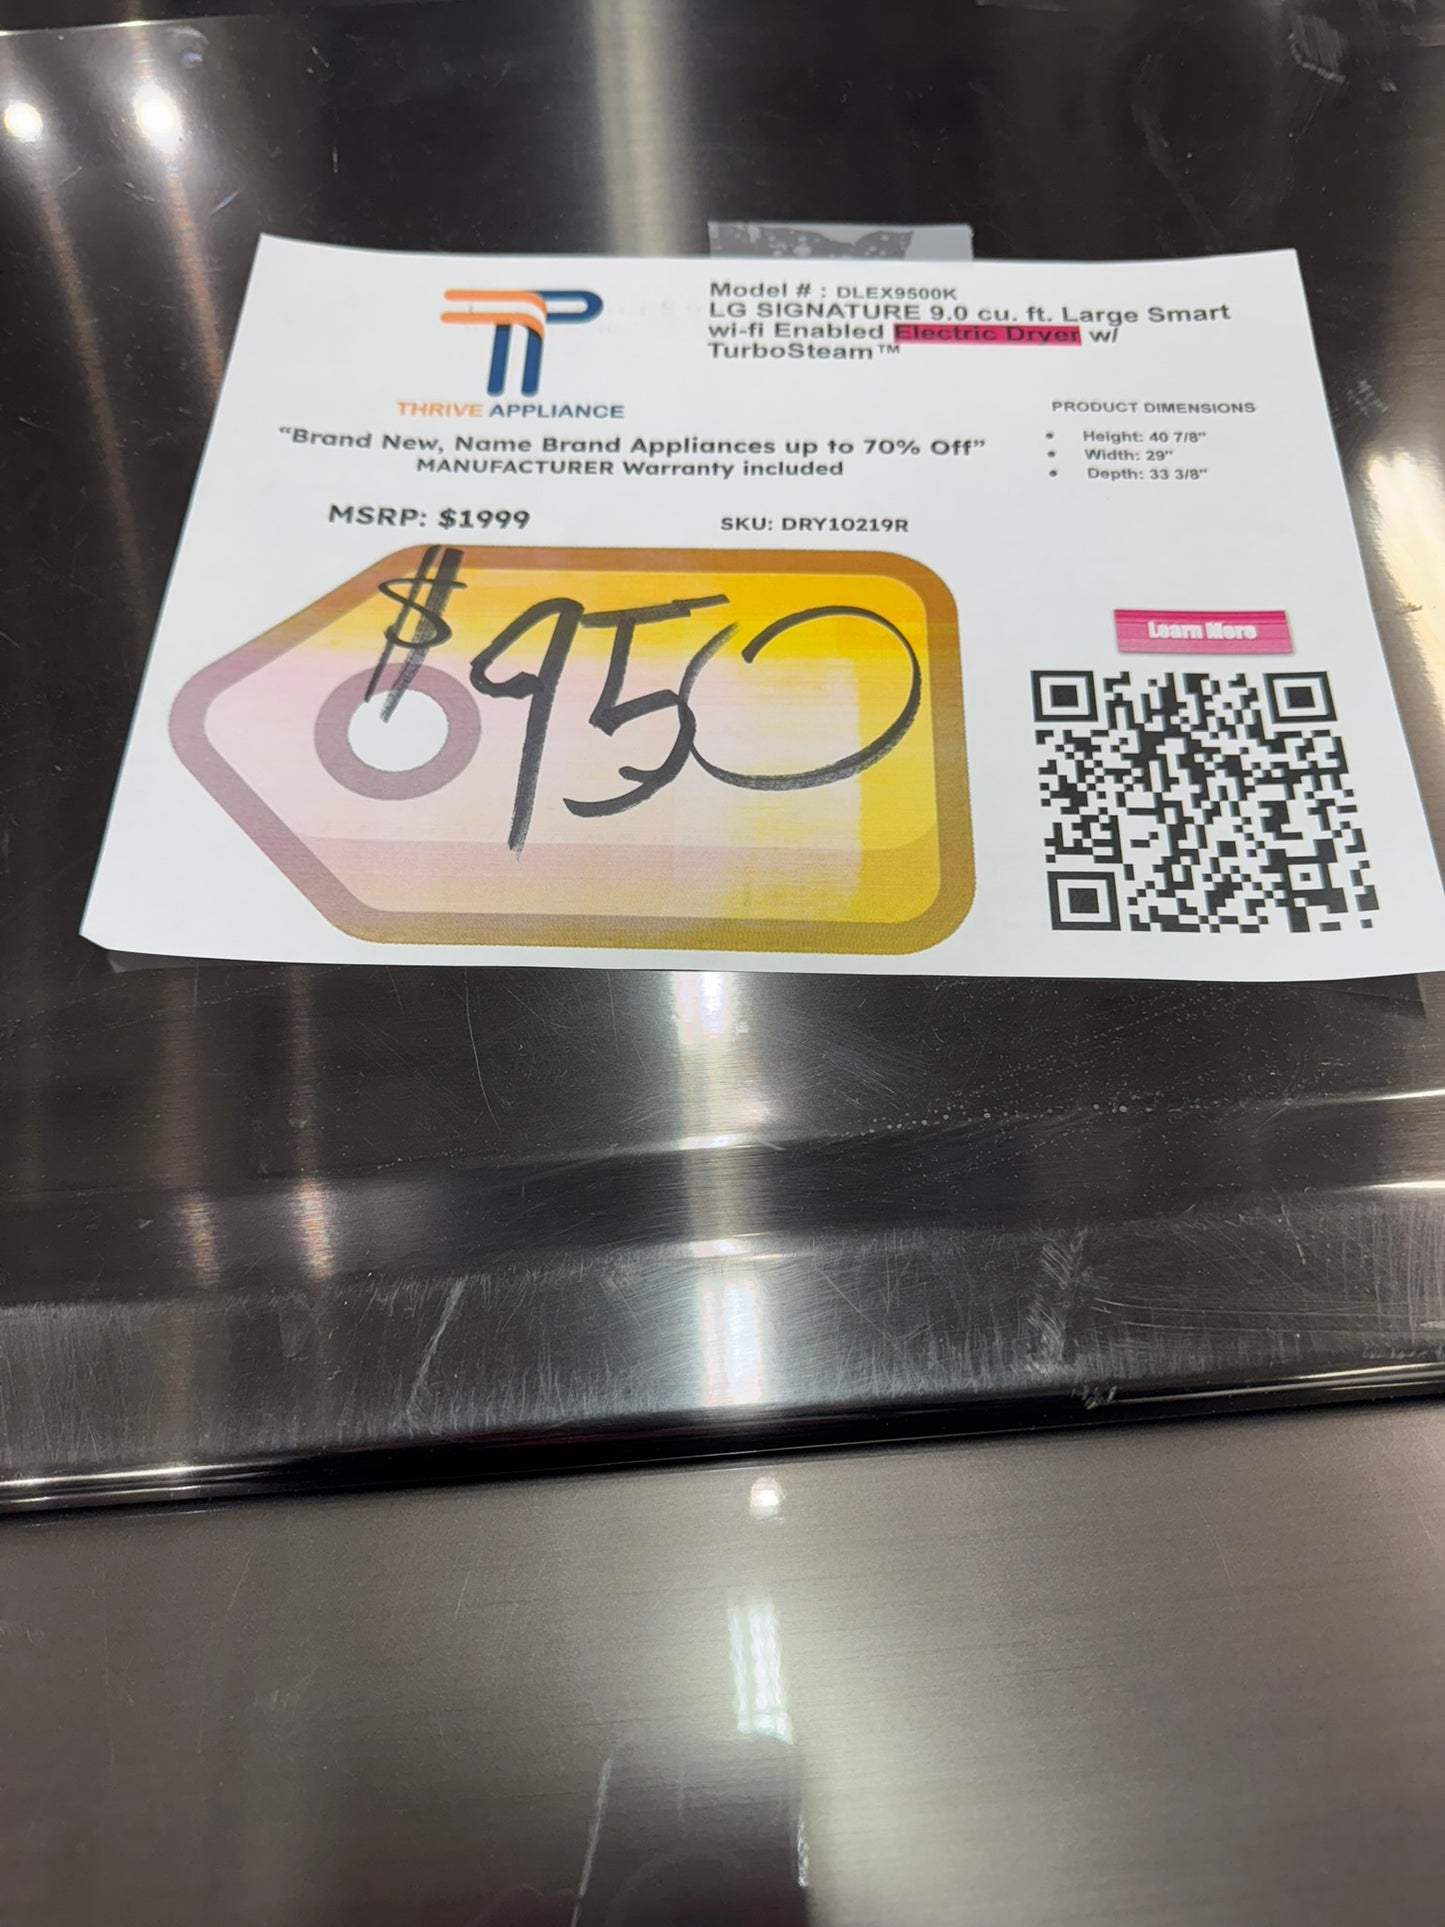 Model # : DLEX9500K
LG SIGNATURE 9.0 cu. ft. Large Smart
wi-fi Enabled Electric Dryer w/
TurboSteam™
THRIVE APPLIANCE
“Brand New, Name Brand Appliances up to 70% Off”
MANUFACTURER Warranty included
PRODUCT DIMENSIONS
• Height: 40 7/8"
• Width: 29"
• Depth: 33 3/8"
MSRP: $1999
SKU: DRY10219R
$950
Learn More